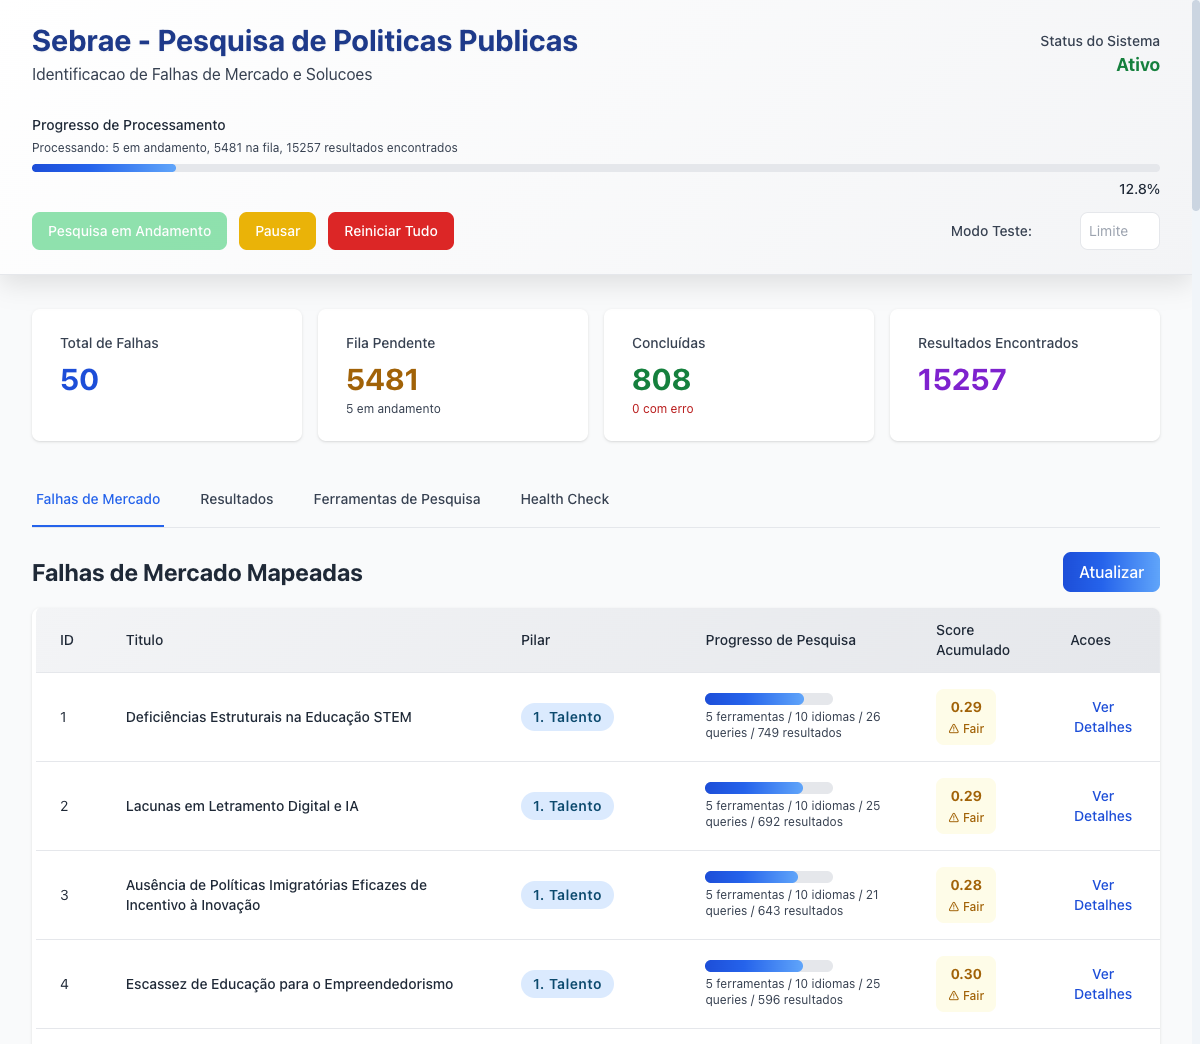 Sebrae - Pesquisa de Politicas Publicas
Identificacao de Falhas de Mercado e Solucoes
Status do Sistema
Ativo
Progresso de Processamento
Processando: 5 em andamento, 5481 na fila, 15257 resultados encontrados
12.8%
Pesquisa em Andamento
Pausar
Reiniciar Tudo
Modo Teste:
Limite
Total de Falhas
50
Fila Pendente
5481
5 em andamento
Concluídas
808
0 com erro
Resultados Encontrados
15257
Falhas de Mercado
Resultados
Ferramentas de Pesquisa
Health Check
Falhas de Mercado Mapeadas
Atualizar
ID
Titulo
Pilar
Progresso de Pesquisa
Score
Acumulado
Acoes
1
Deficiências Estruturais na Educação STEM
1. Talento
5 ferramentas / 10 idiomas / 26
queries / 749 resultados
0.29
⚠ Fair
Ver
Detalhes
2
Lacunas em Letramento Digital e IA
1. Talento
5 ferramentas / 10 idiomas / 25
queries / 692 resultados
0.29
⚠ Fair
Ver
Detalhes
3
Ausência de Políticas Imigratórias Eficazes de
Incentivo à Inovação
1. Talento
5 ferramentas / 10 idiomas / 21
queries / 643 resultados
0.28
⚠ Fair
Ver
Detalhes
4
Escassez de Educação para o Empreendedorismo
1. Talento
5 ferramentas / 10 idiomas / 25
queries / 596 resultados
0.30
⚠ Fair
Ver
Detalhes